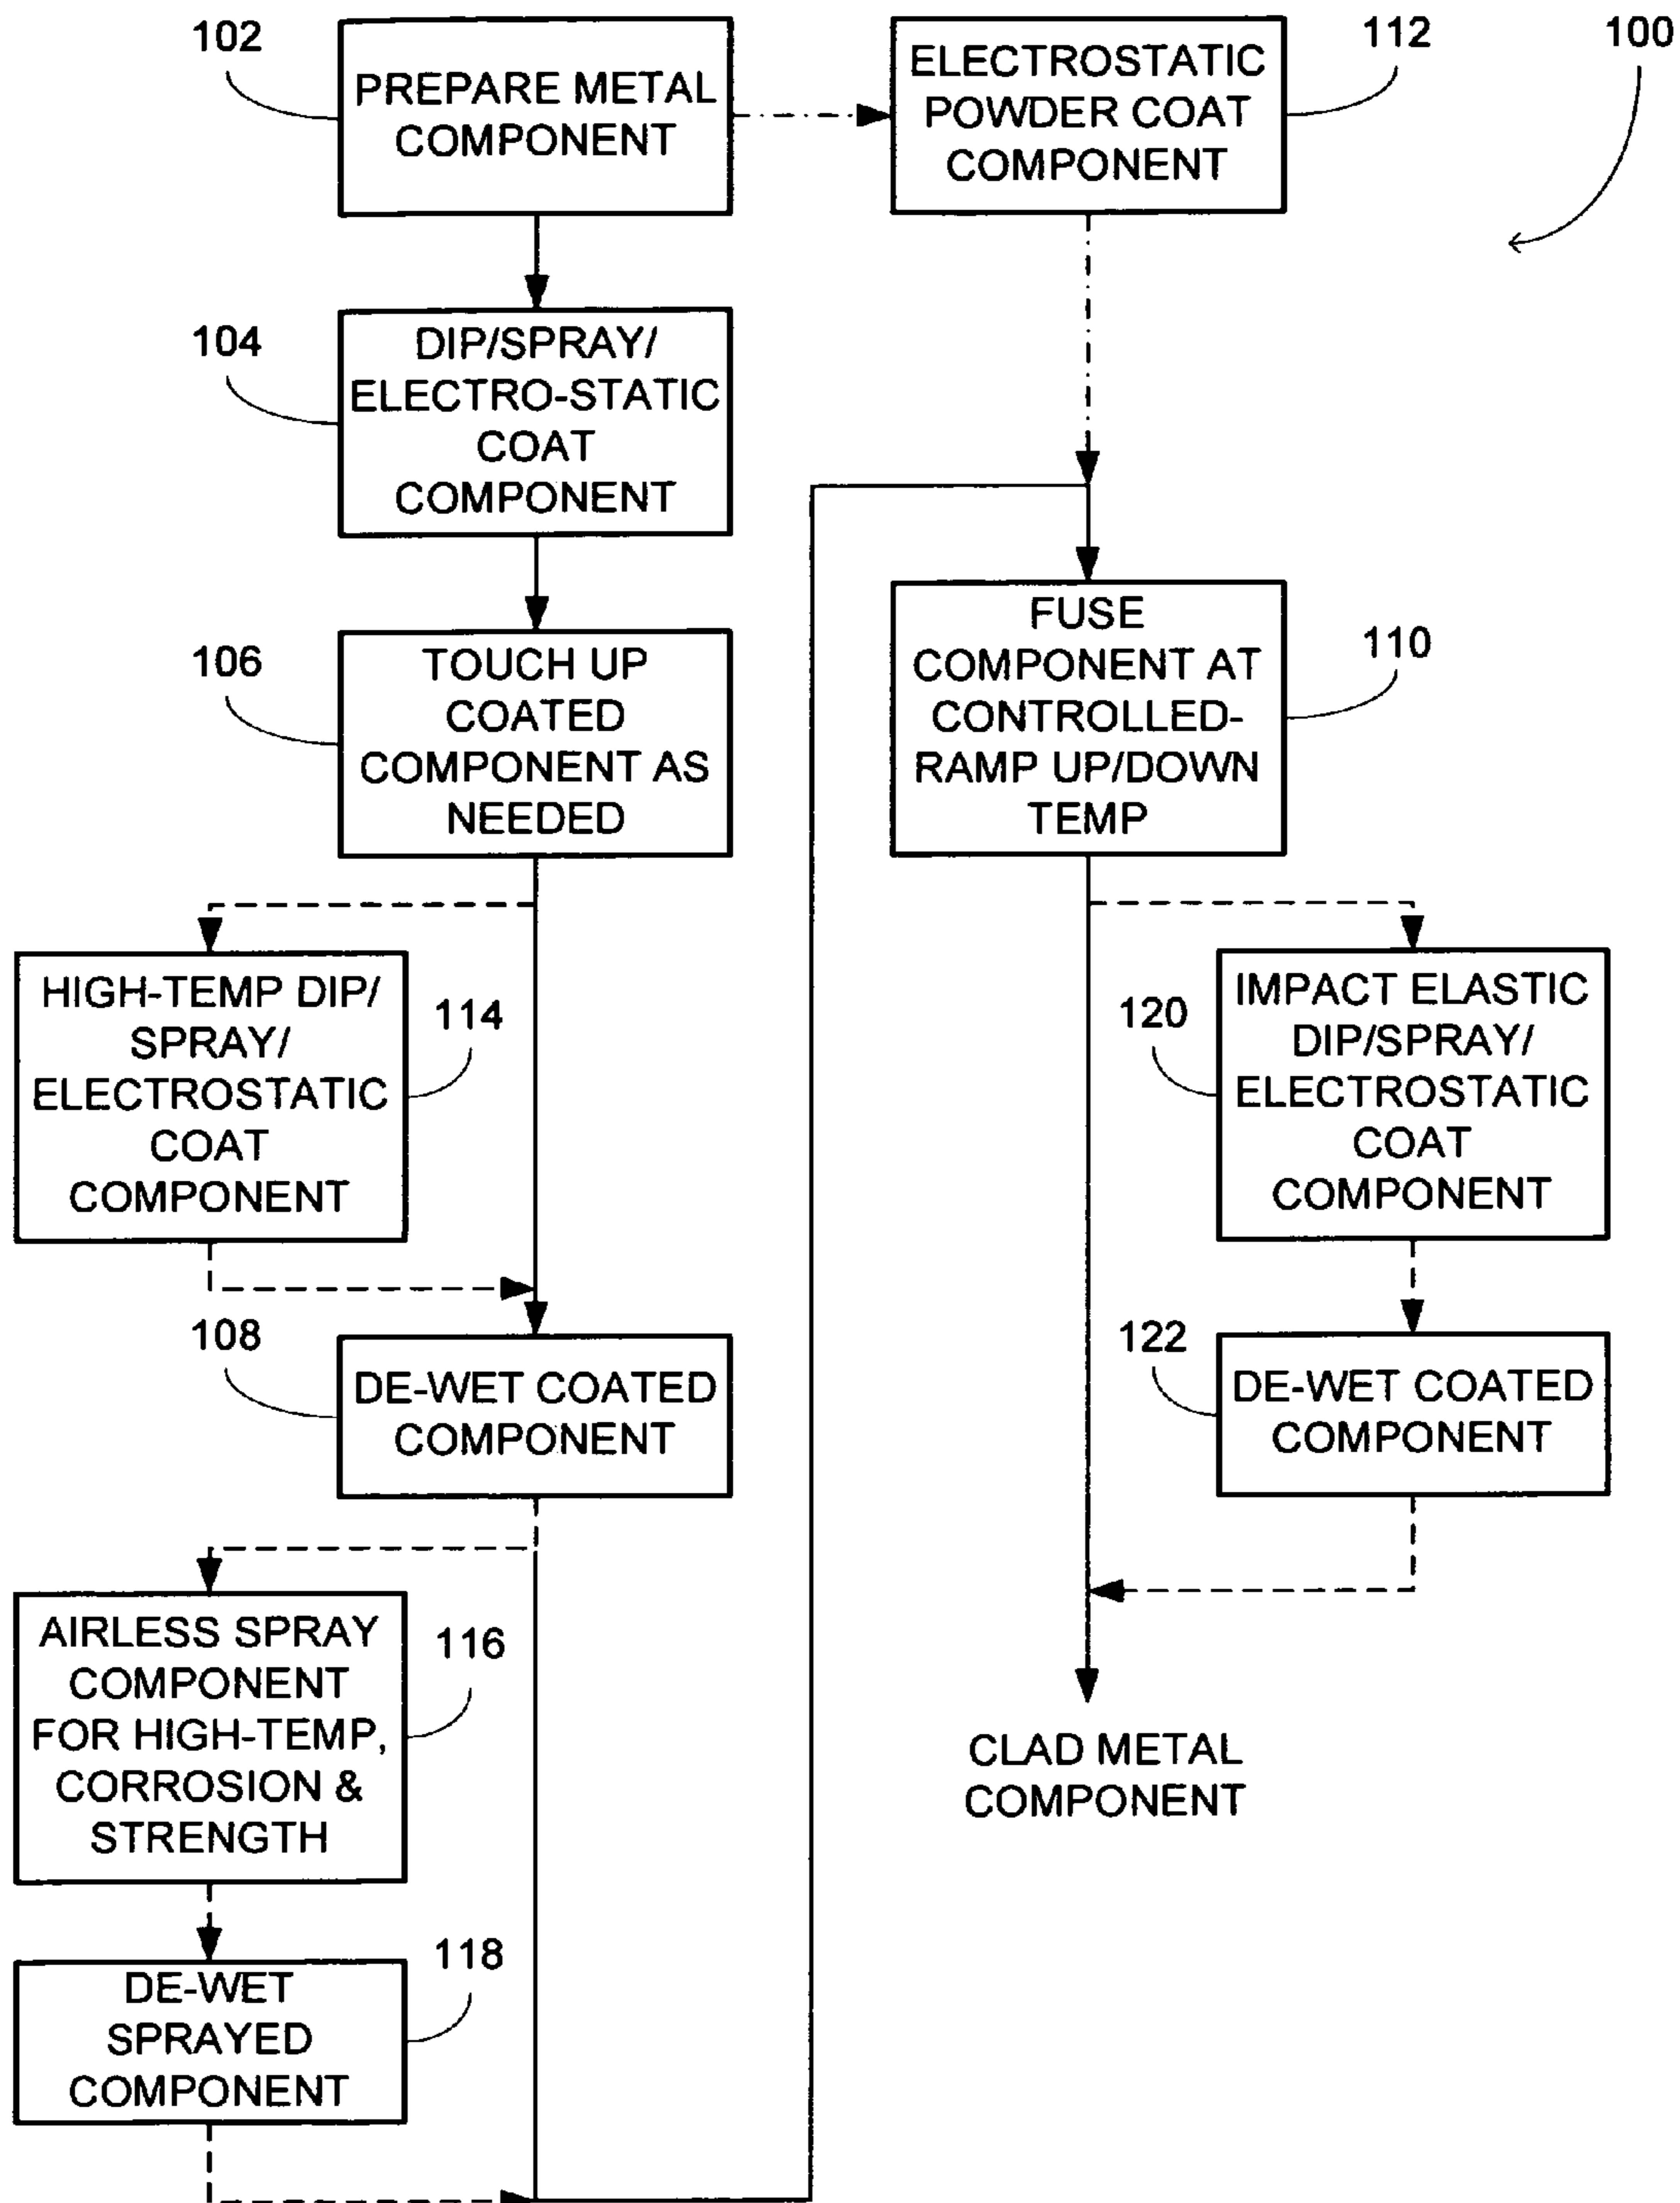 102
PREPARE METAL
COMPONENT
ELECTROSTATIC
POWDER COAT
COMPONENT
112
100
104
DIP/SPRAY/
ELECTRO-STATIC
COAT
COMPONENT
106
TOUCH UP
COATED
COMPONENT AS
NEEDED
FUSE
COMPONENT AT
CONTROLLED-
RAMP UP/DOWN
TEMP
110
HIGH-TEMP DIP/
SPRAY/
ELECTROSTATIC
COAT
COMPONENT
114
120
IMPACT ELASTIC
DIP/SPRAY/
ELECTROSTATIC
COAT
COMPONENT
108
DE-WET COATED
COMPONENT
122
DE-WET COATED
COMPONENT
AIRLESS SPRAY
COMPONENT
FOR HIGH-TEMP,
CORROSION &
STRENGTH
116
CLAD METAL
COMPONENT
DE-WET
SPRAYED
COMPONENT
118